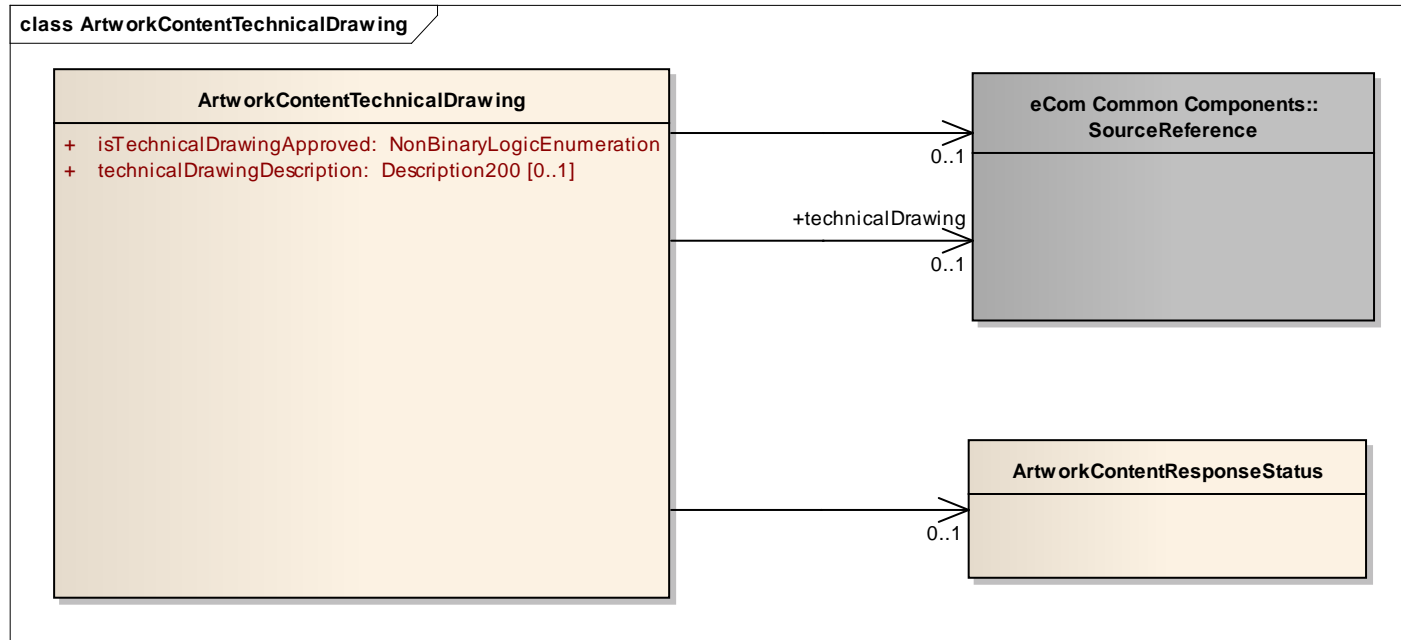 class ArtworkContentTechnicalDrawing
ArtworkContentTechnicalDrawing
+ isTechnicalDrawingApproved: NonBinaryLogicEnumeration
+ technicalDrawingDescription: Description200 [0..1]
eCom Common Components::
SourceReference
0..1
+technicalDrawing
0..1
ArtworkContentResponseStatus
0..1